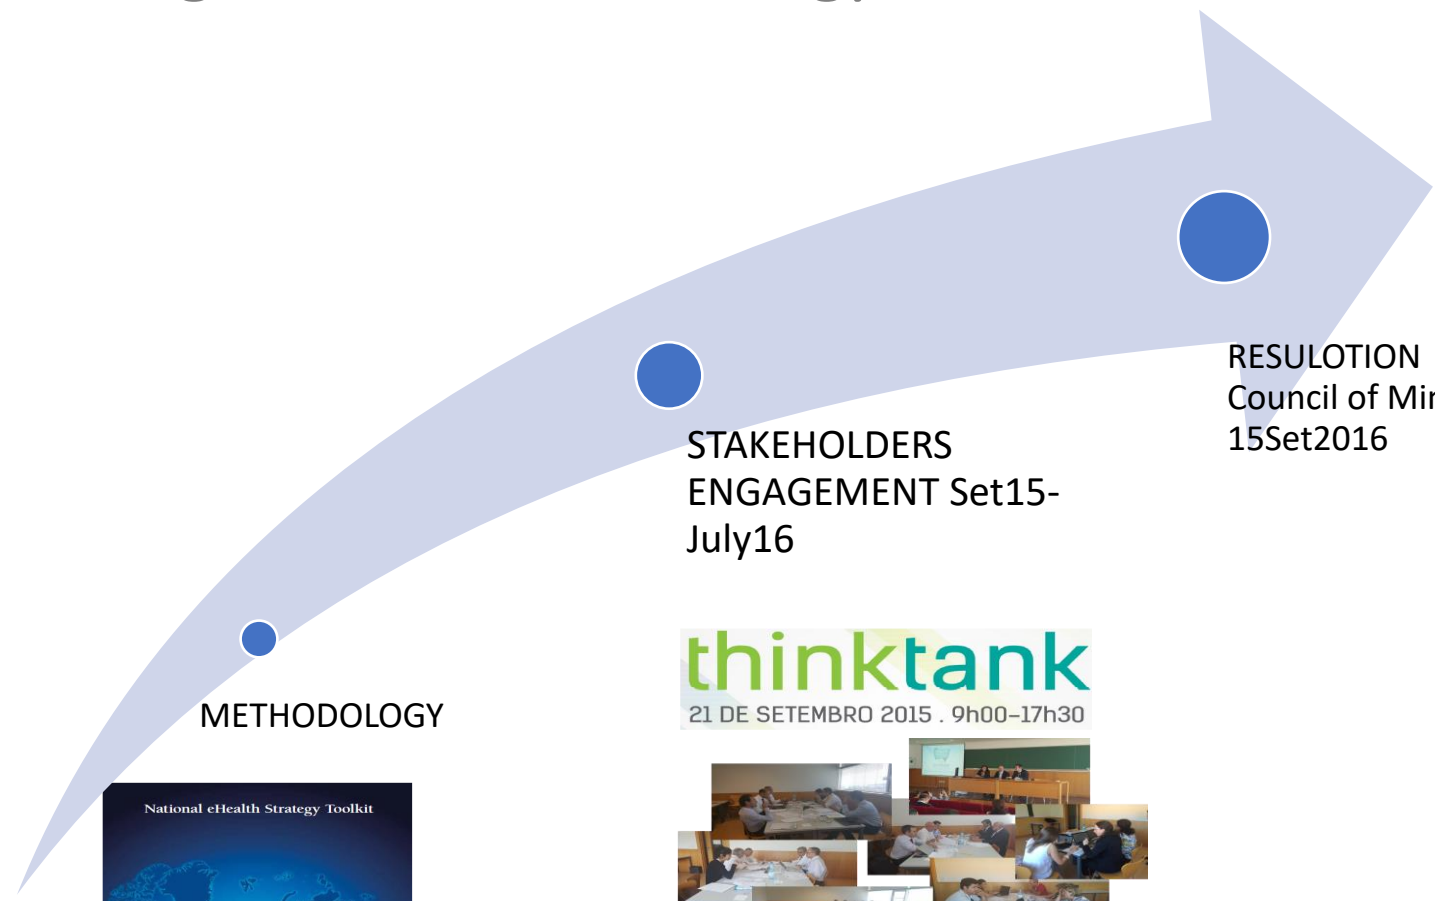 METHODOLOGY
National eHealth Strategy Toolkit
STAKEHOLDERS
ENGAGEMENT Set15-
July16
thinktank
21 DE SETEMBRO 2015 . 9h00–17h30
RESULOTION
Council of
15Set2016